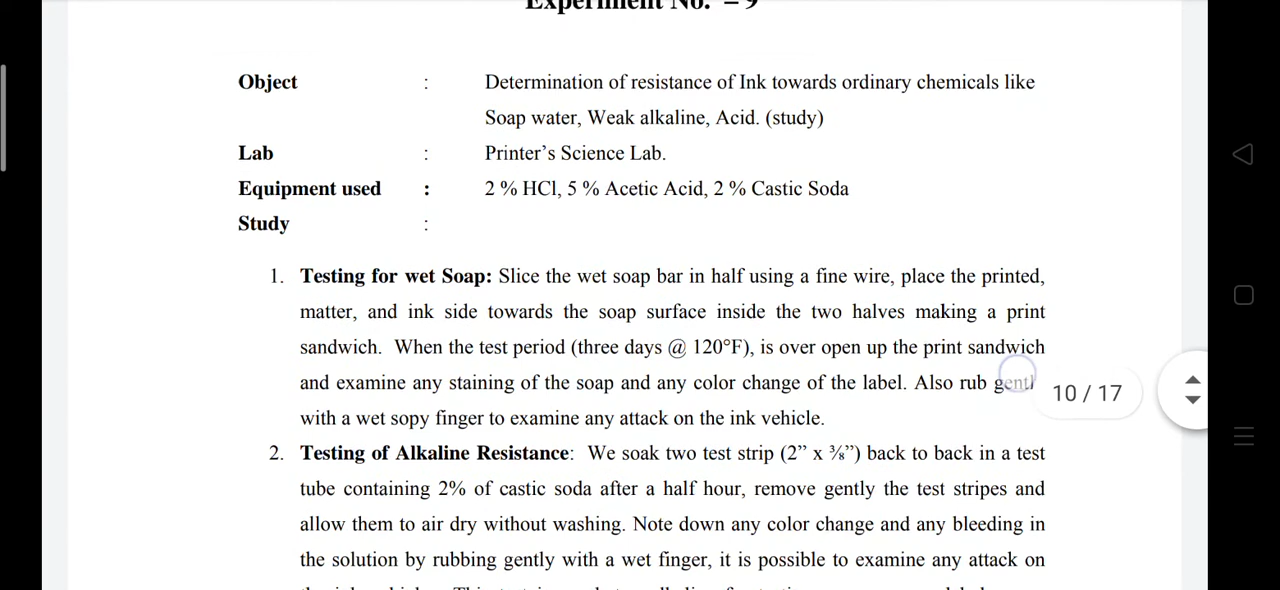 Experiment No. – 9
Object : Determination of resistance of Ink towards ordinary chemicals like
Soap water, Weak alkaline, Acid. (study)
Lab : Printer’s Science Lab.
Equipment used : 2 % HCl, 5 % Acetic Acid, 2 % Castic Soda
Study :
1. Testing for wet Soap: Slice the wet soap bar in half using a fine wire, place the printed,
matter, and ink side towards the soap surface inside the two halves making a print
sandwich. When the test period (three days @ 120°F), is over open up the print sandwich
and examine any staining of the soap and any color change of the label. Also rub gentl
with a wet sopy finger to examine any attack on the ink vehicle.
10 / 17
2. Testing of Alkaline Resistance: We soak two test strip (2” x ⅜”) back to back in a test
tube containing 2% of castic soda after a half hour, remove gently the test stripes and
allow them to air dry without washing. Note down any color change and any bleeding in
the solution by rubbing gently with a wet finger, it is possible to examine any attack on